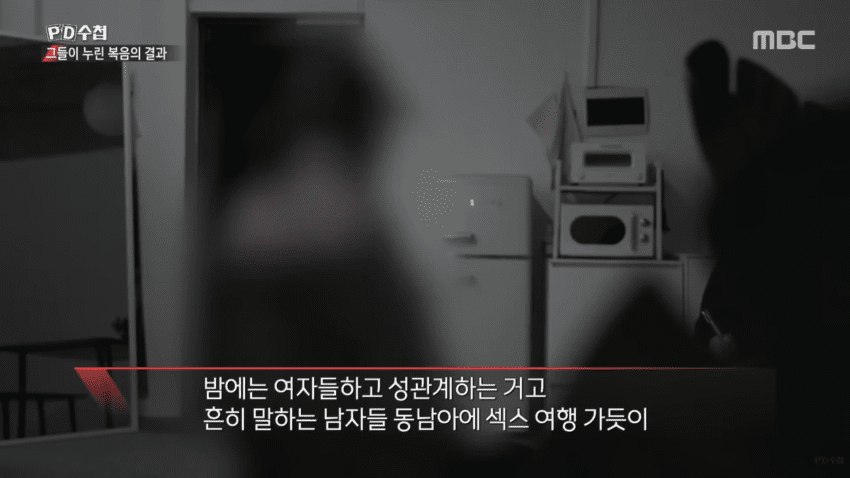 PD수첩
그들이 누린 복음의 결과
MBC
밤에는 여자들하고 성관계하는 거고
흔히 말하는 남자들 동남아에 섹스 여행 가듯이
PD수첩